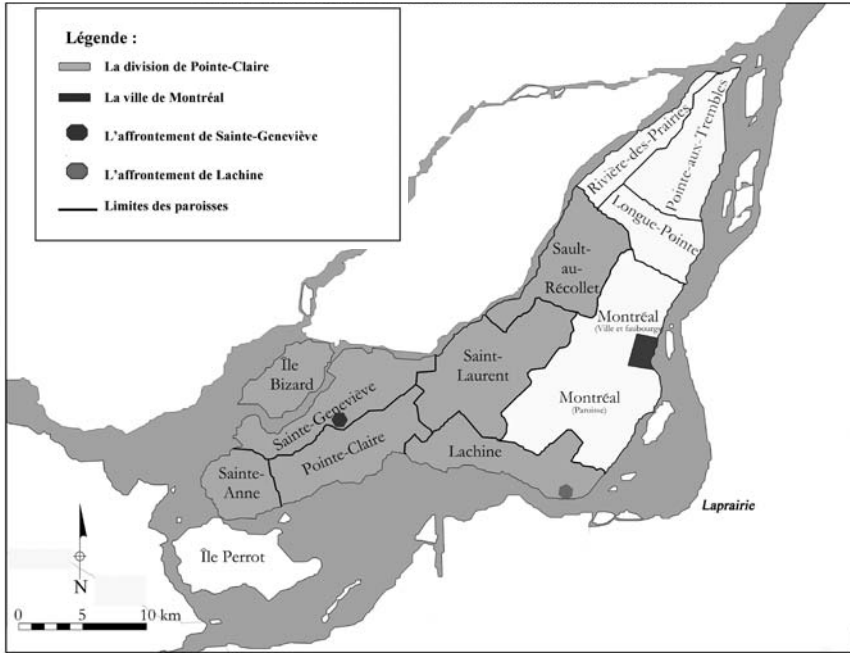 Légende :
La division de Pointe-Claire
La ville de Montréal
L'affrontement de Sainte-Geneviève
L'affrontement de Lachine
Limites des paroisses
Rivière-des-Prairies
Pointe-aux-Trembles
Longue-Pointe
Sault-
au-
Récollet
Montréal
(Ville et faubourgs)
Saint-
Laurent
Île
Bizard
Sainte-Geneviève
Montréal
(Paroisse)
Pointe-Claire
Lachine
Sainte-
Anne
Laprairie
Île Perrot
N
0 5 10 km